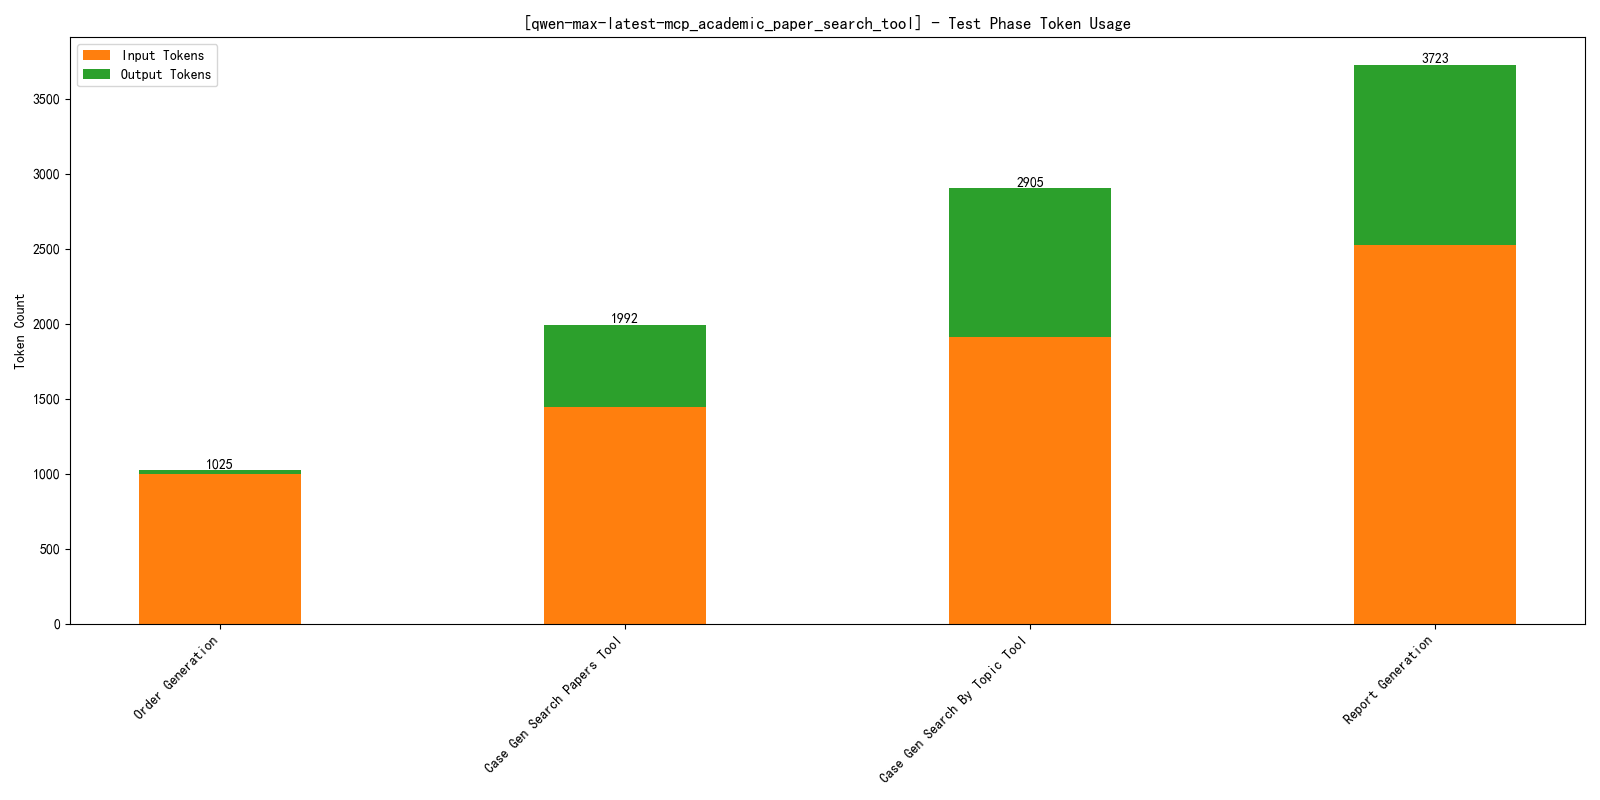 [qwen-max-latest-mcp_academic_paper_search_tool] - Test Phase Token Usage
Input Tokens
Output Tokens
3723
3500
3000
2905
2500
2000
1992
1500
1025
1000
500
0
Token Count
Order Generation
Case Gen Search Papers Tool
Case Gen Search By Topic Tool
Report Generation